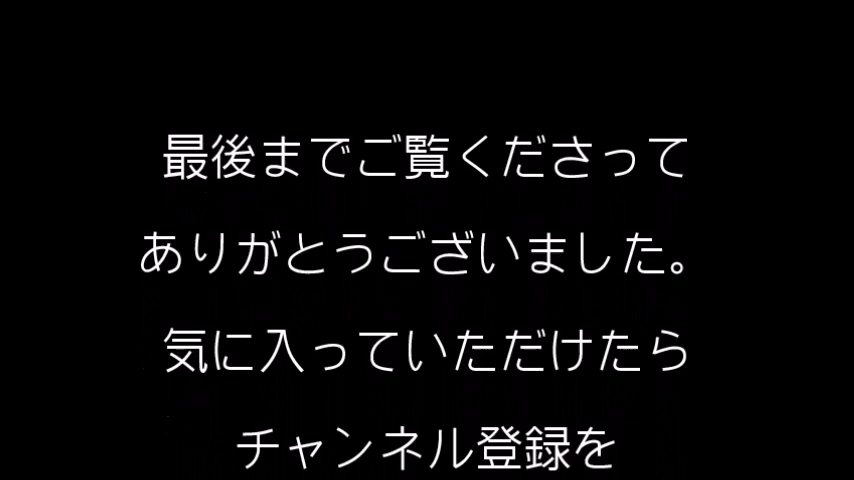 最後までご覧くださって
ありがとうございました。
気に入っていただけたら
チャンネル登録を